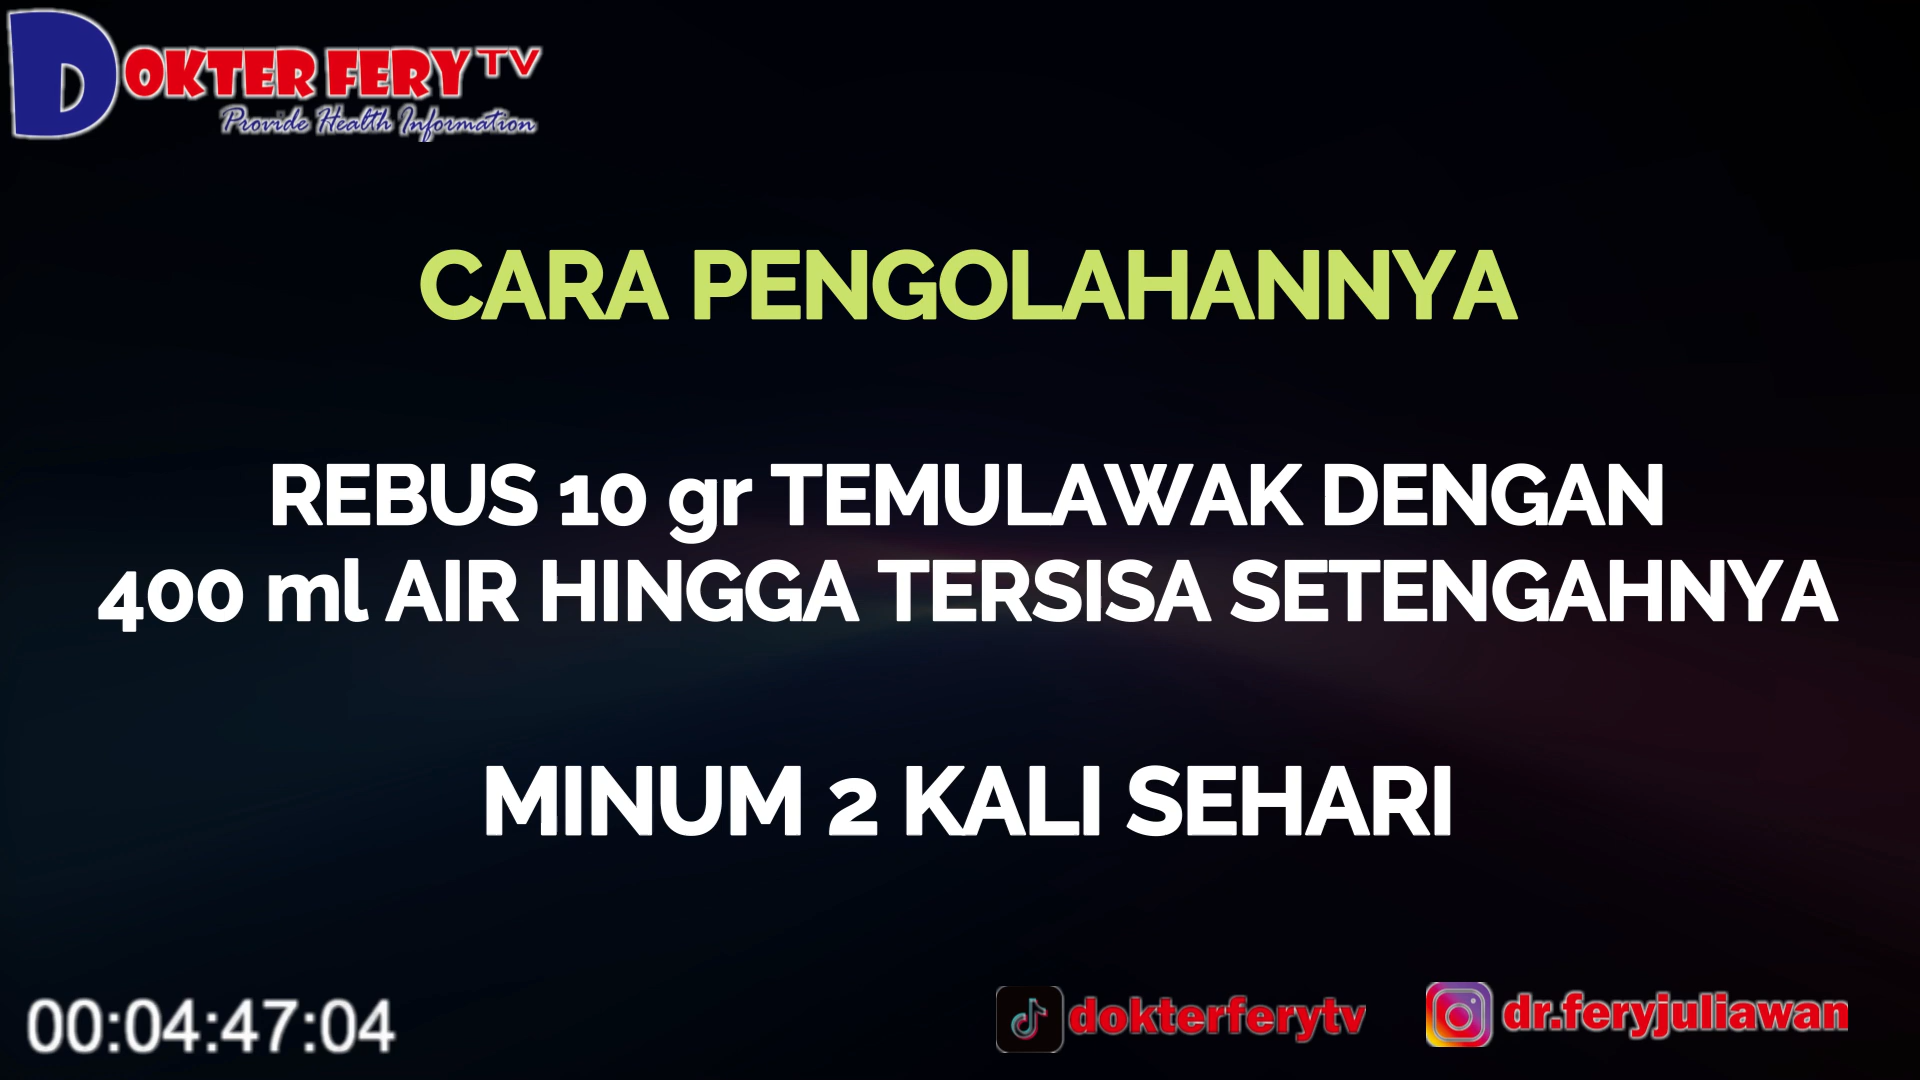 DOKTER FERY TV
Provide Health Information
CARA PENGOLAHANNYA
REBUS 10 gr TEMULAWAK DENGAN
400 ml AIR HINGGA TERSISA SETENGAHNYA
MINUM 2 KALI SEHARI
00:04:47:04
dokterferytv
dr.feryjuliawan